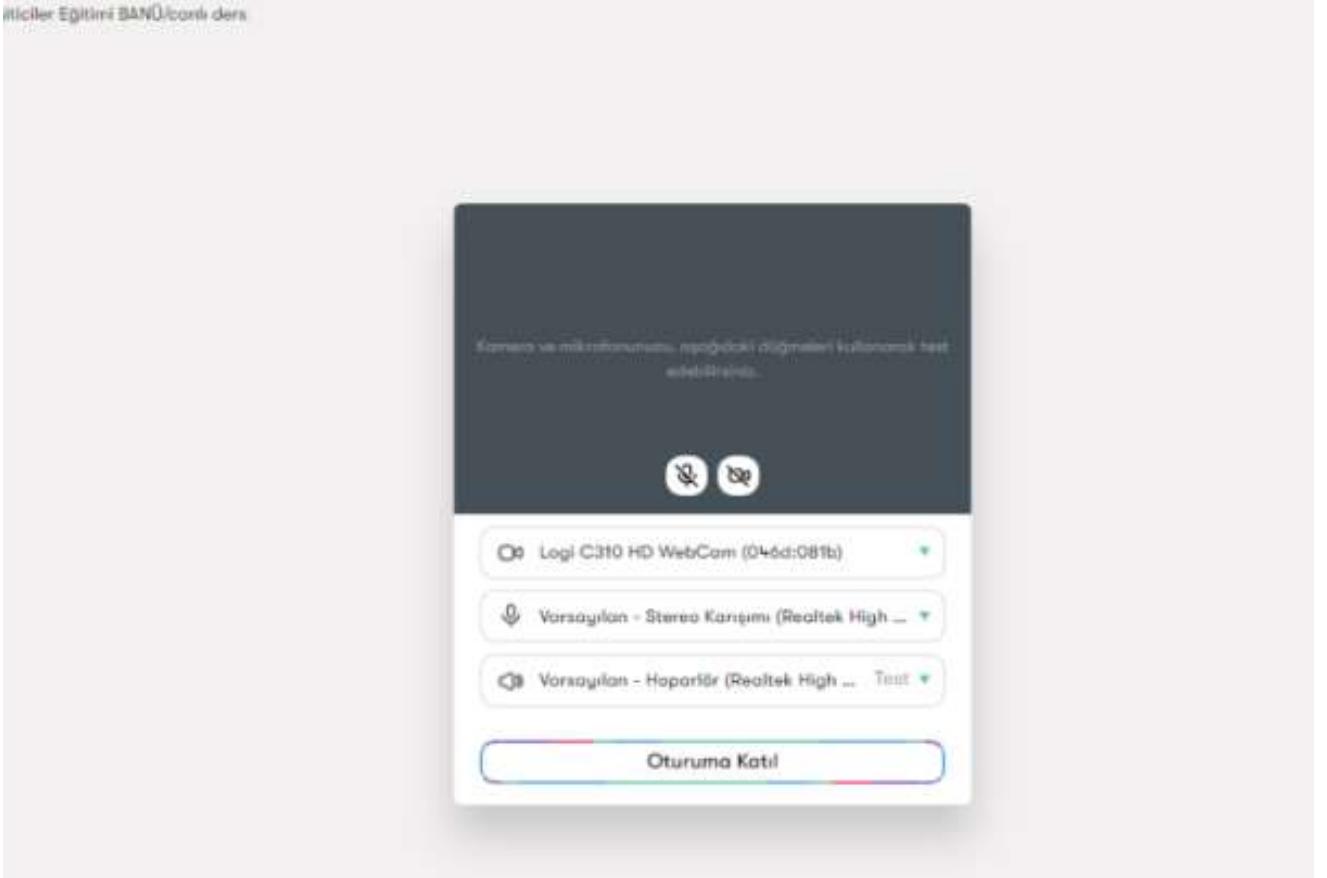 iticiler Eğitimi BANÜ/canlı ders
Kamera ve mikrofonunuzu, aşağıdaki düğmeleri kullanarak test
edebilirsiniz.
Logi C310 HD WebCam (046d:081b)
Varsayılan - Stereo Karışımı (Realtek High ...
Varsayılan - Hoparlör (Realtek High ... Test
Oturuma Katıl